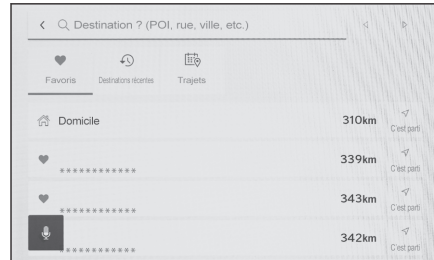 Destination ? (POI, rue, ville, etc.)
Favoris Destinations récentes Trajets
Domicile 310km C'est parti
************ 339km C'est parti
************ 343km C'est parti
************ 342km C'est parti